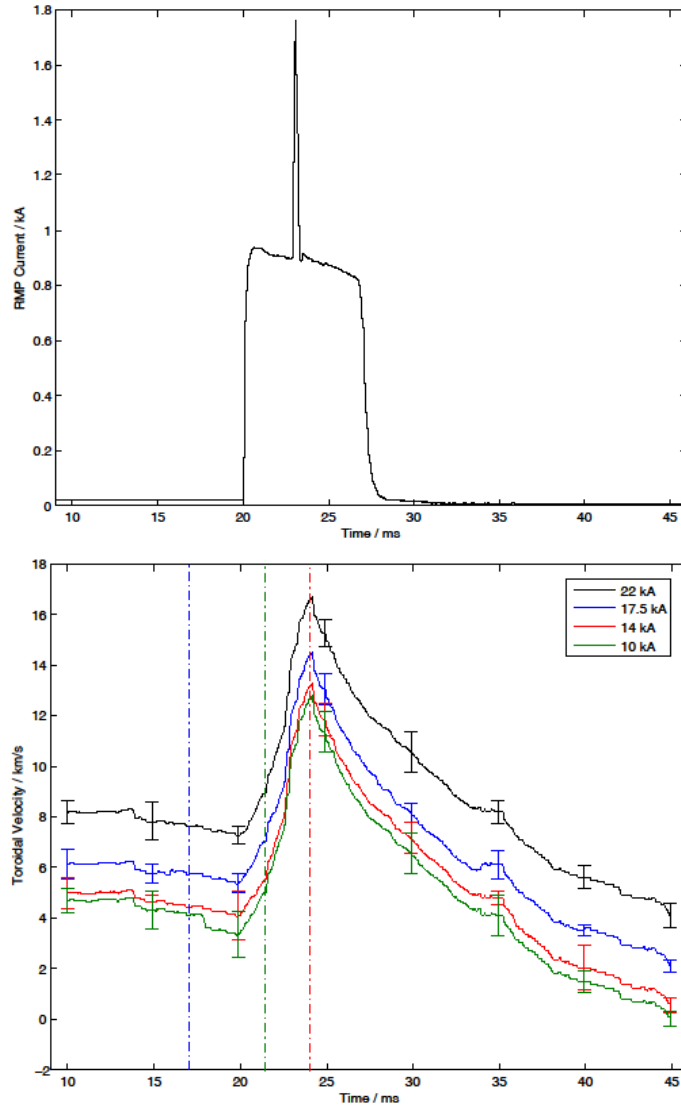 1.8
1.6
1.4
1.2
1
0.8
0.6
0.4
0.2
0
RMP Current / kA
10 15 20 25 30 35 40 45
Time / ms
18
16
14
12
10
8
6
4
2
0
−2
Toroidal Velocity / km/s
22 kA
17.5 kA
14 kA
10 kA
10 15 20 25 30 35 40 45
Time / ms